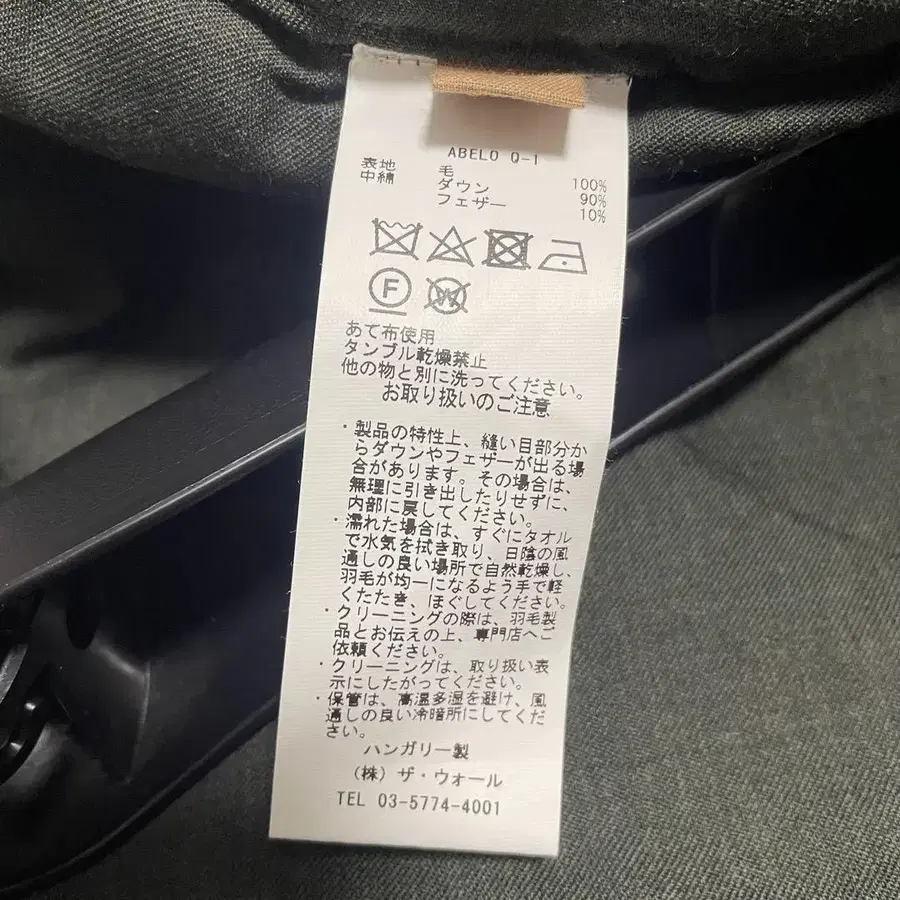 ABELO Q-1
表地 毛 100%
中綿 ダウン 90%
フェザー 10%
F
W
あて布使用
タンブル乾燥禁止
他の物と別に洗ってください。
お取り扱いのご注意
・製品の特性上、縫い目部分か
らダウンやフェザーが出る場
合があります。その場合は、
無理に引き出したりせずに、
内部に戻してください。
・濡れた場合は、すぐにタオル
で水気を拭き取り、日陰の風
通しの良い場所で自然乾燥し、
羽毛が均一になるよう手で軽
くたたき、ほぐしてください。
・クリーニングの際は、羽毛製
品とお伝えの上、専門店へご
依頼ください。
・クリーニングは、取り扱い表
示にしたがってください。
・保管は、高温多湿を避け、風
通しの良い冷暗所にしてくだ
さい。
ハンガリー製
（株）ザ・ウォール
TEL 03-5774-4001